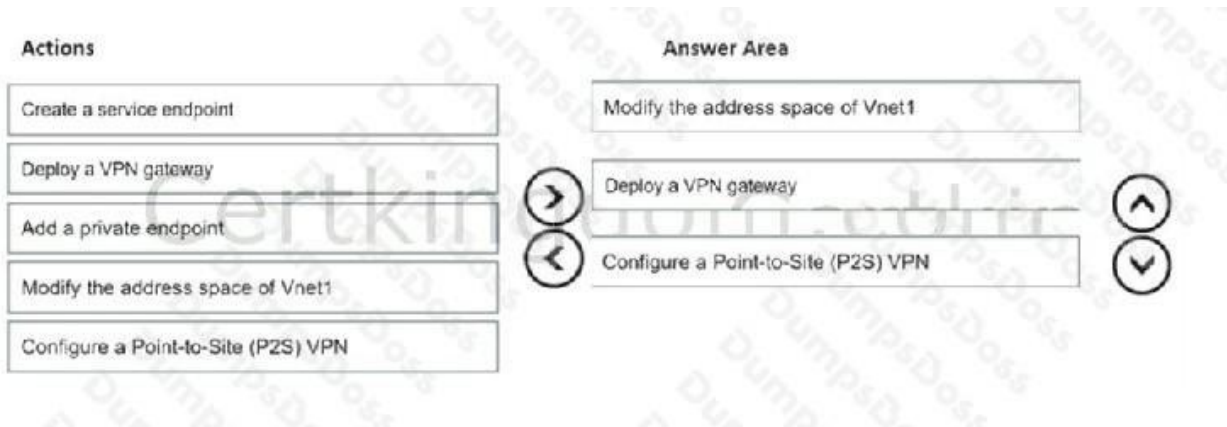 Actions
Create a service endpoint
Deploy a VPN gateway
Add a private endpoint
Modify the address space of Vnet1
Configure a Point-to-Site (P2S) VPN
Answer Area
Modify the address space of Vnet1
Deploy a VPN gateway
Configure a Point-to-Site (P2S) VPN
DumpsDoss